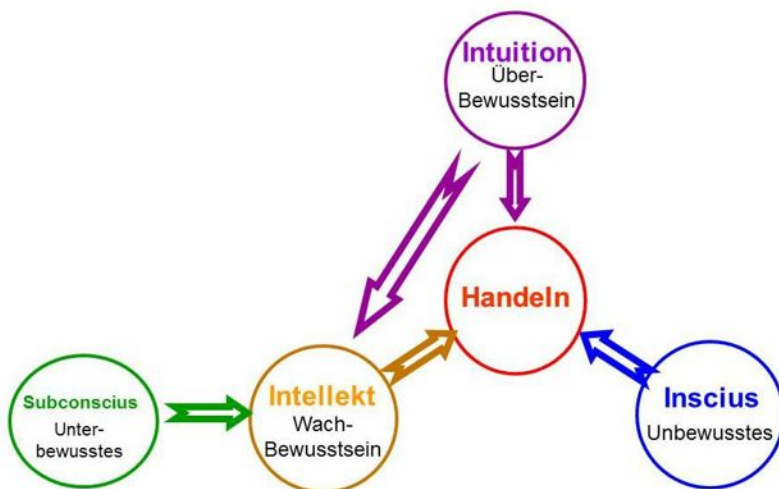 Intuition
Über-
Bewusstsein
Handeln
Subconscius
Unter-
bewusstes
Intellekt
Wach-
Bewusstsein
Inscius
Unbewusstes